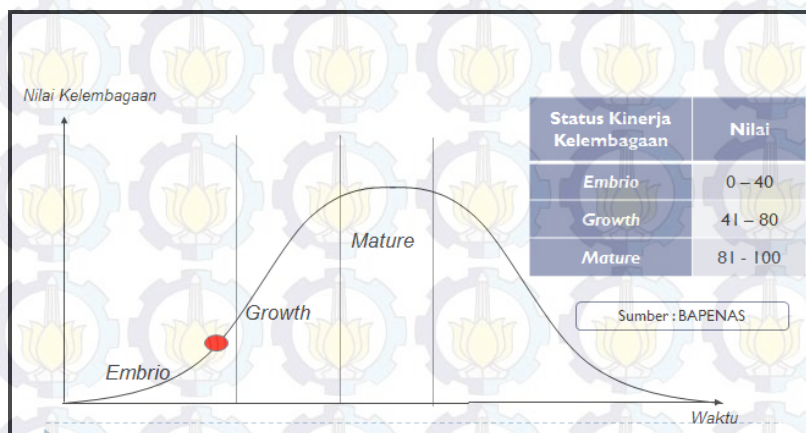 Nilai Kelembagaan
Status Kinerja
Kelembagaan
Nilai
Embrio
0 – 40
Growth
41 – 80
Mature
81 - 100
Sumber : BAPENAS
Mature
Growth
Embrio
Waktu